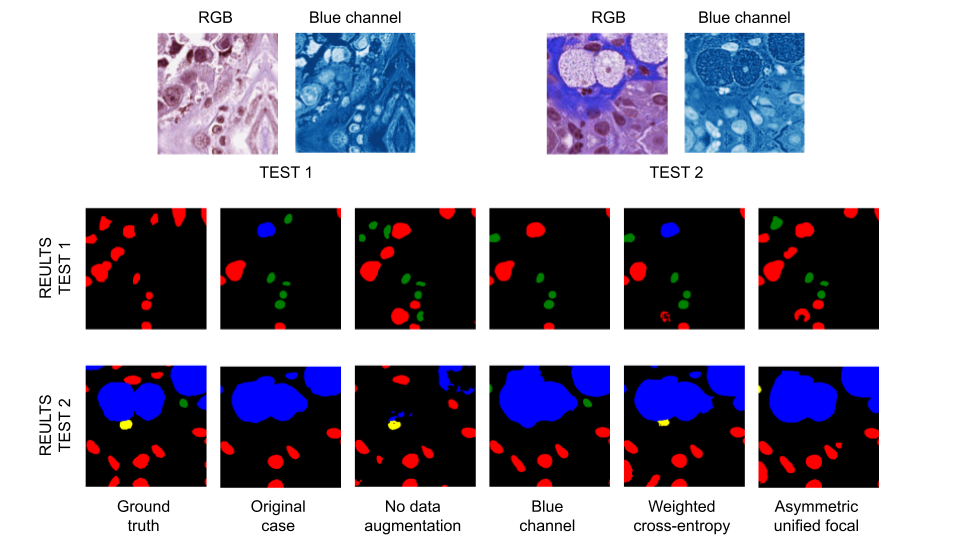 RGB
Blue channel
RGB
Blue channel
TEST 1
TEST 2
REULTS
TEST 1
REULTS
TEST 2
Ground
truth
Original
case
No data
augmentation
Blue
channel
Weighted
cross-entropy
Asymmetric
unified focal